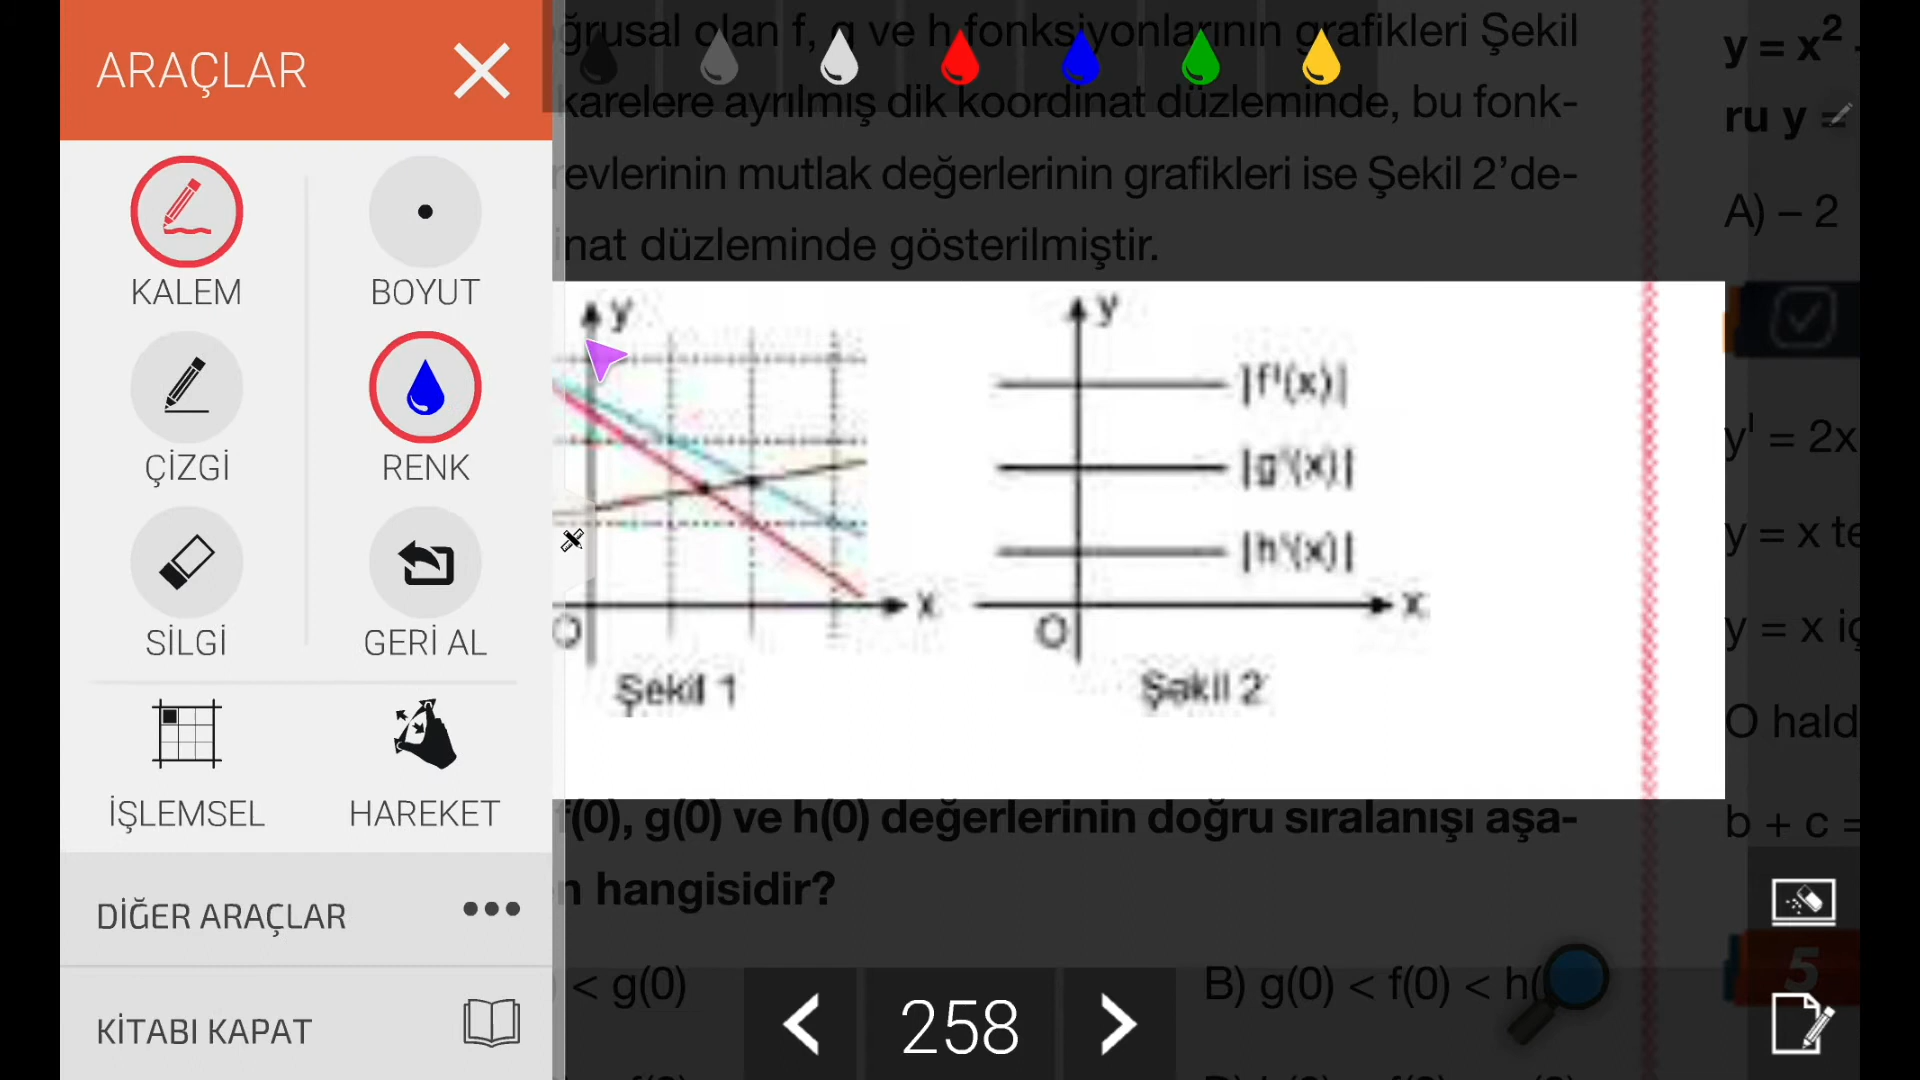 ARAÇLAR
KALEM
BOYUT
ÇİZGİ
RENK
SİLGİ
GERİ AL
İŞLEMSEL
HAREKET
DİĞER ARAÇLAR
KİTABI KAPAT
olan f, g ve h fonksiyonlarının grafikleri Şekil
karelere ayrılmış dik koordinat düzleminde, bu fonk-
revlerinin mutlak değerlerinin grafikleri ise Şekil 2'de-
inat düzleminde gösterilmiştir.
y
x
O
Şekil 1
y
|f'(x)|
|g'(x)|
|h'(x)|
x
O
Şekil 2
f(0), g(0) ve h(0) değerlerinin doğru sıralanışı aşa-
n hangisidir?
< g(0)
B) g(0) < f(0) < h(
258
y = x²
ru y =
A) – 2
y' = 2x
y = x te
y = x iç
O hald
b + c =
5